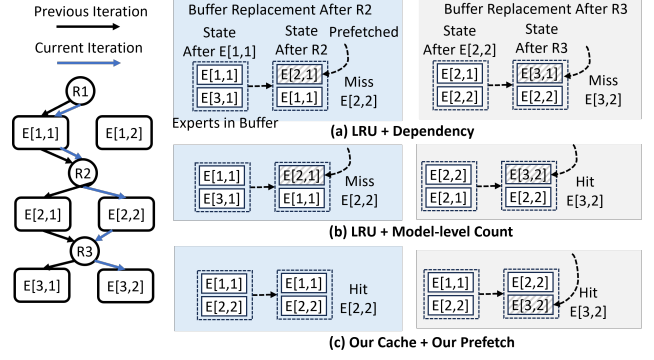 Previous Iteration
Current Iteration
R1
E[1,1]
E[1,2]
R2
E[2,1]
E[2,2]
R3
E[3,1]
E[3,2]
Buffer Replacement After R2
State
After E[1,1]
State
After R2
Prefetched
E[1,1]
E[3,1]
E[2,1]
E[1,1]
Miss
E[2,2]
Experts in Buffer
Buffer Replacement After R3
State
After E[2,2]
State
After R3
E[2,1]
E[2,2]
E[3,1]
E[2,2]
Miss
E[3,2]
(a) LRU + Dependency
E[1,1]
E[3,1]
E[2,1]
E[1,1]
Miss
E[2,2]
E[2,2]
E[2,1]
E[3,2]
E[2,2]
Hit
E[3,2]
(b) LRU + Model-level Count
E[1,1]
E[2,2]
E[1,1]
E[2,2]
Hit
E[2,2]
E[1,1]
E[2,2]
E[2,2]
E[3,2]
Hit
E[3,2]
(c) Our Cache + Our Prefetch